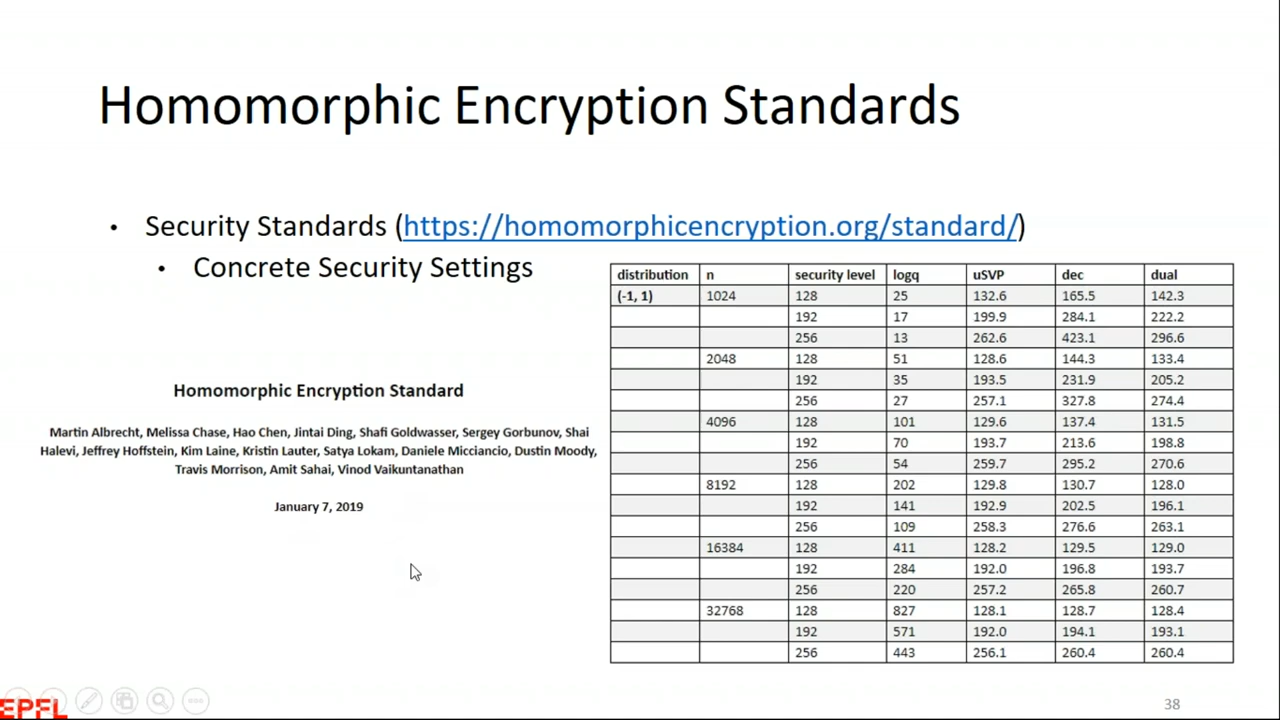 Homomorphic Encryption Standards
• Security Standards (https://homomorphicencryption.org/standard/)
• Concrete Security Settings
Homomorphic Encryption Standard
Martin Albrecht, Melissa Chase, Hao Chen, Jintai Ding, Shafi Goldwasser, Sergey Gorbunov, Shai
Halevi, Jeffrey Hoffstein, Kim Laine, Kristin Lauter, Satya Lokam, Daniele Micciancio, Dustin Moody,
Travis Morrison, Amit Sahai, Vinod Vaikuntanathan
January 7, 2019
distribution n security level logq uSVP dec dual
(-1, 1) 1024 128 25 132.6 165.5 142.3
192 17 199.9 284.1 222.2
256 13 262.6 423.1 296.6
2048 128 51 128.6 144.3 133.4
192 35 193.5 231.9 205.2
256 27 257.1 327.8 274.4
4096 128 101 129.6 137.4 131.5
192 70 193.7 213.6 198.8
256 54 259.7 295.2 270.6
8192 128 202 129.8 130.7 128.0
192 141 192.9 202.5 196.1
256 109 258.3 276.6 263.1
16384 128 411 128.2 129.5 129.0
192 284 192.0 196.8 193.7
256 220 257.2 265.8 260.7
32768 128 827 128.1 128.7 128.4
192 571 192.0 194.1 193.1
256 443 256.1 260.4 260.4
EPFL
38